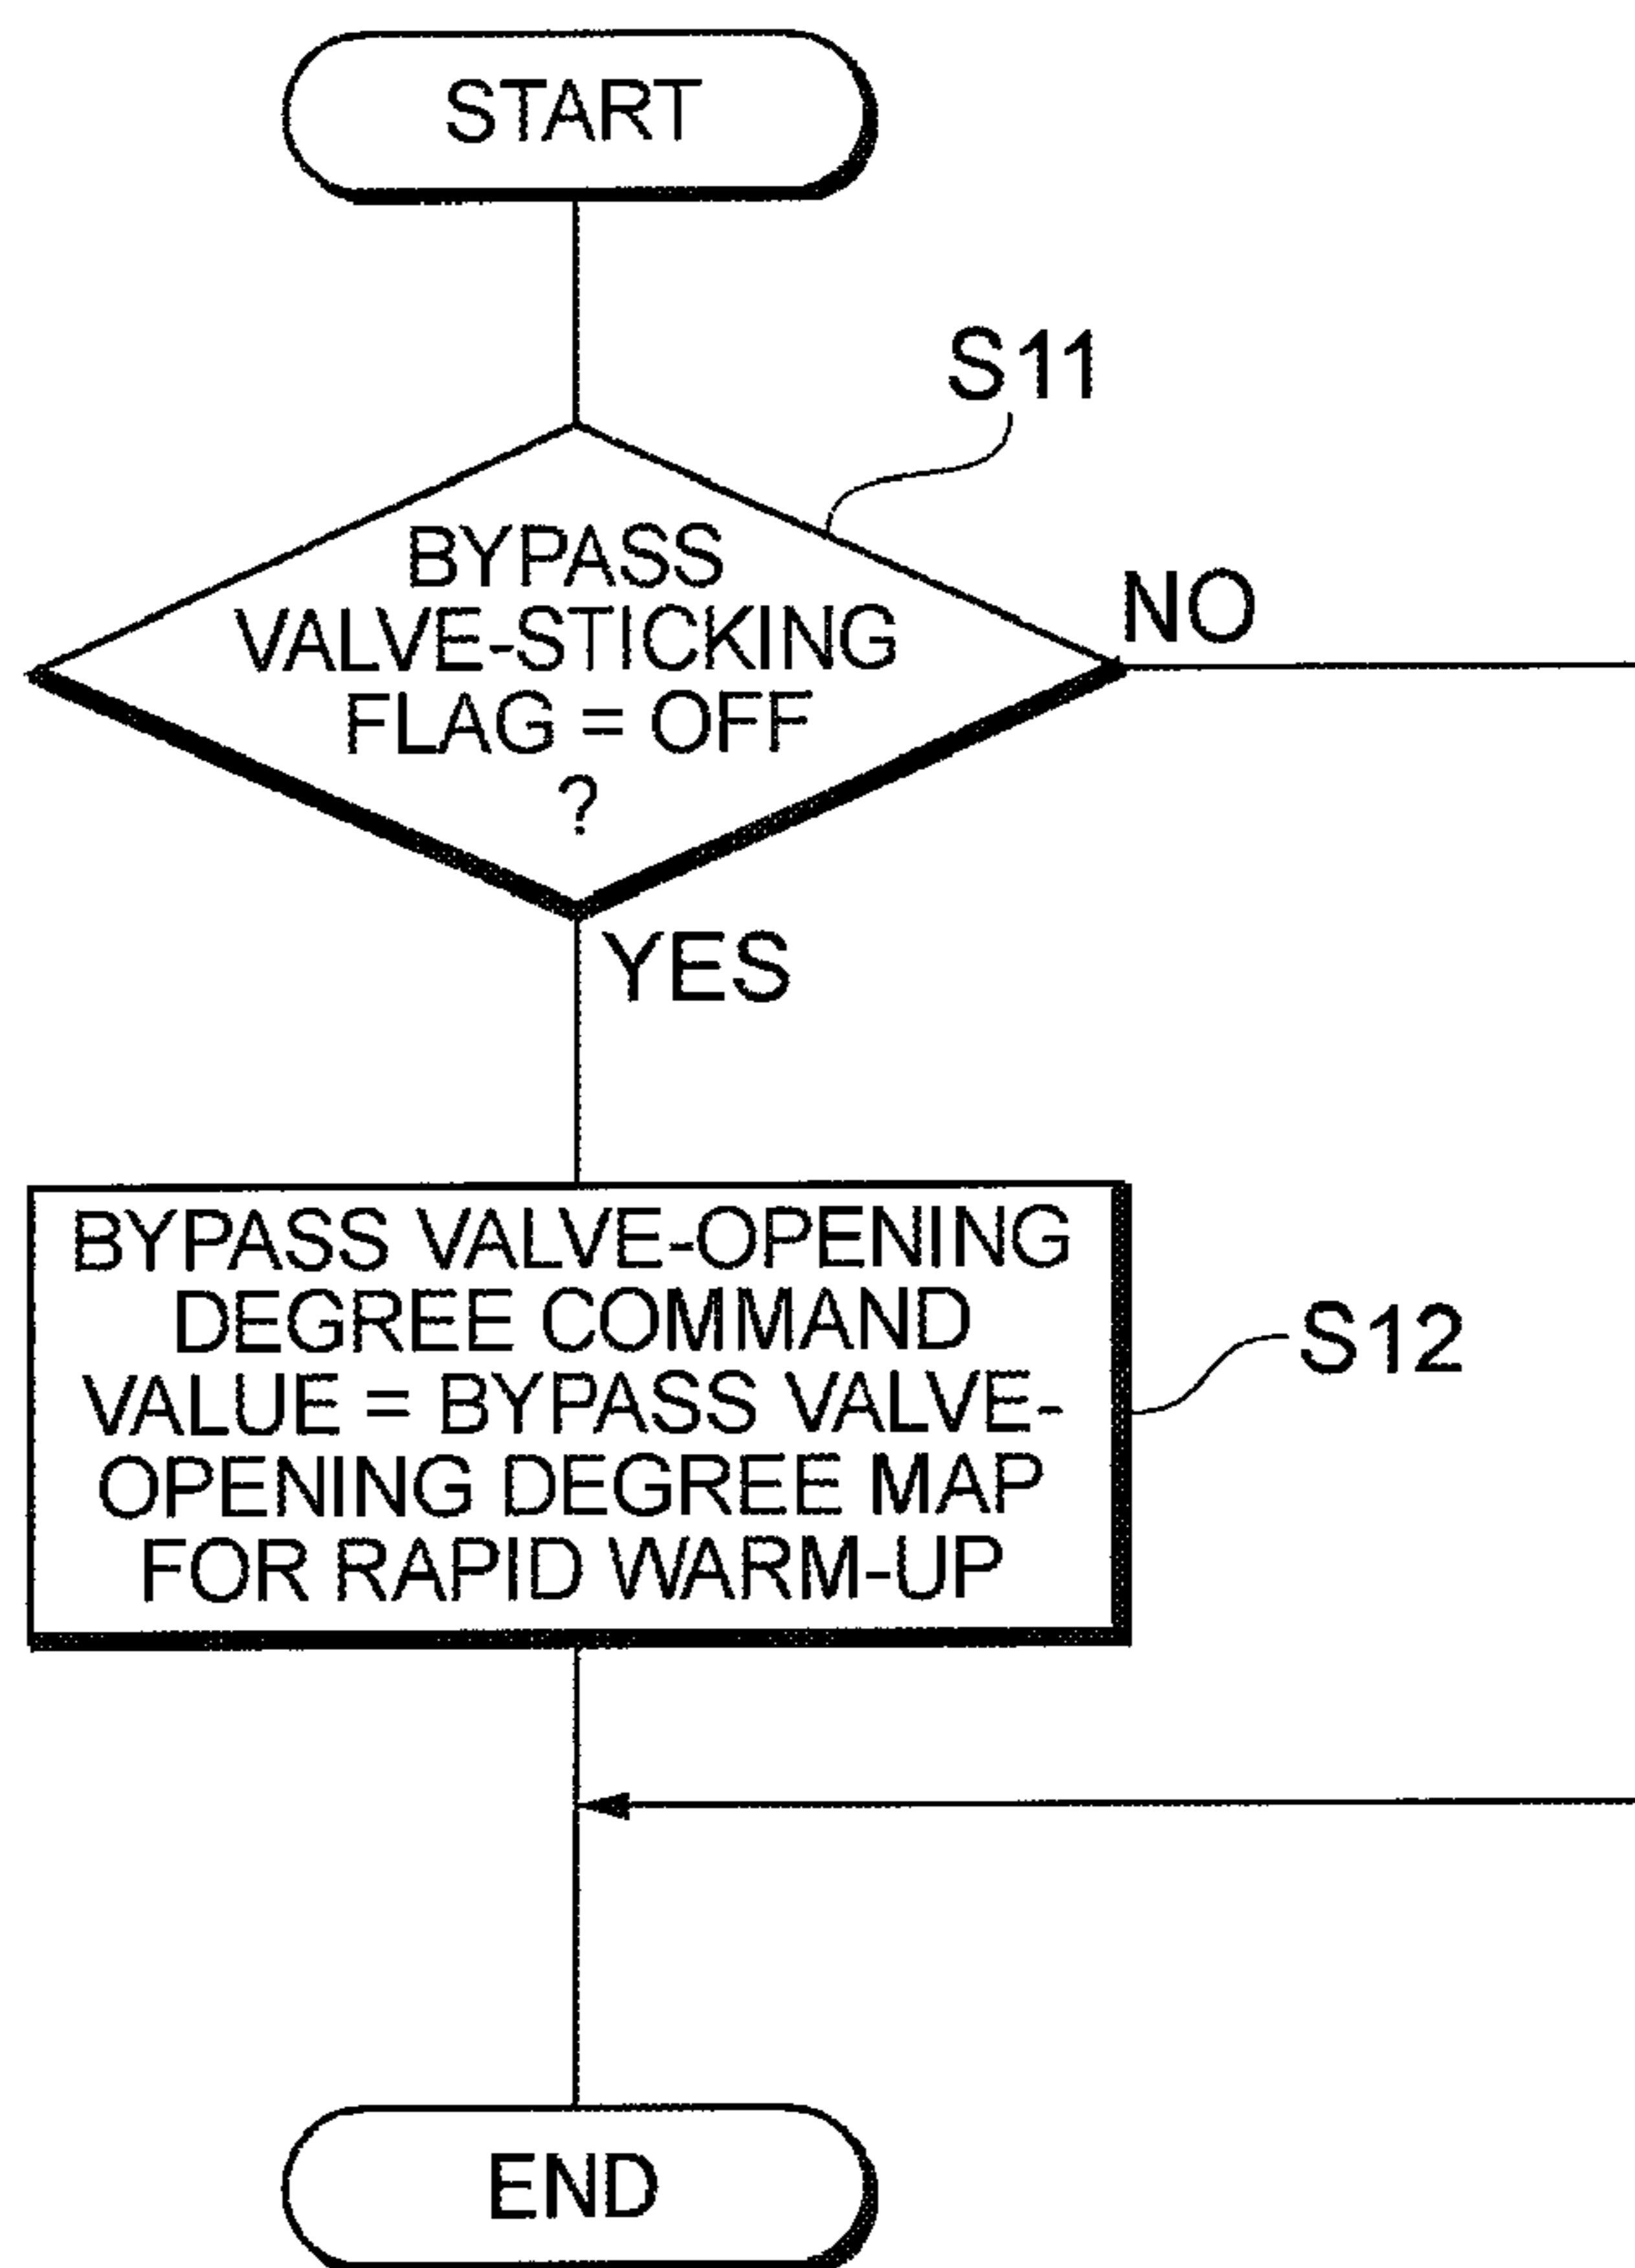 START
S11
BYPASS
VALVE-STICKING
FLAG = OFF
?
NO
YES
BYPASS VALVE-OPENING
DEGREE COMMAND
VALUE = BYPASS VALVE-
OPENING DEGREE MAP
FOR RAPID WARM-UP
S12
END